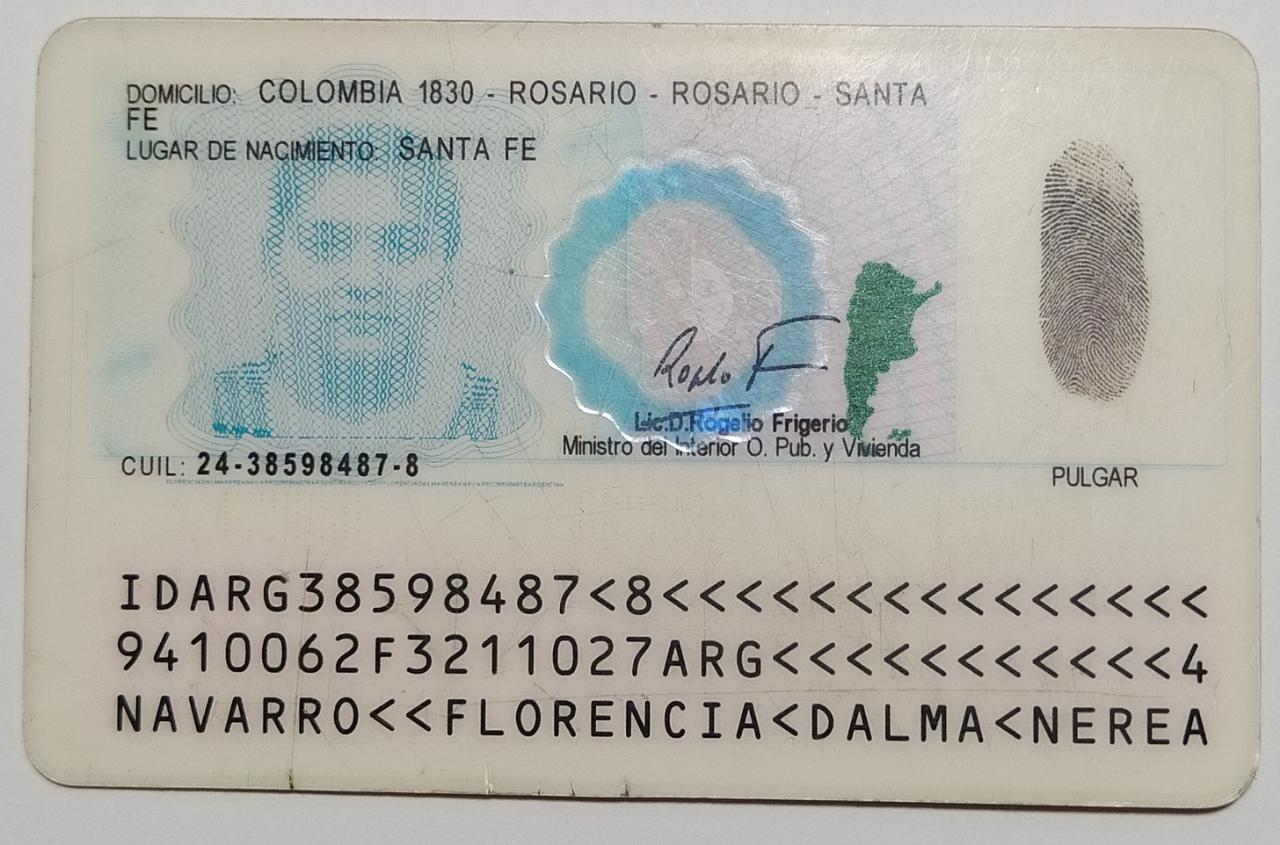 DOMICILIO: COLOMBIA 1830 - ROSARIO - ROSARIO - SANTA
FE
LUGAR DE NACIMIENTO: SANTA FE
Lic.D.Rogelio Frigerio
Ministro del Interior O. Pub. y Vivienda
CUIL: 24-38598487-8
PULGAR
IDARG38598487<8<<<<<<<<<<<<<<<
9410062F3211027ARG<<<<<<<<<<<4
NAVARRO<<FLORENCIA<DALMA<NEREA